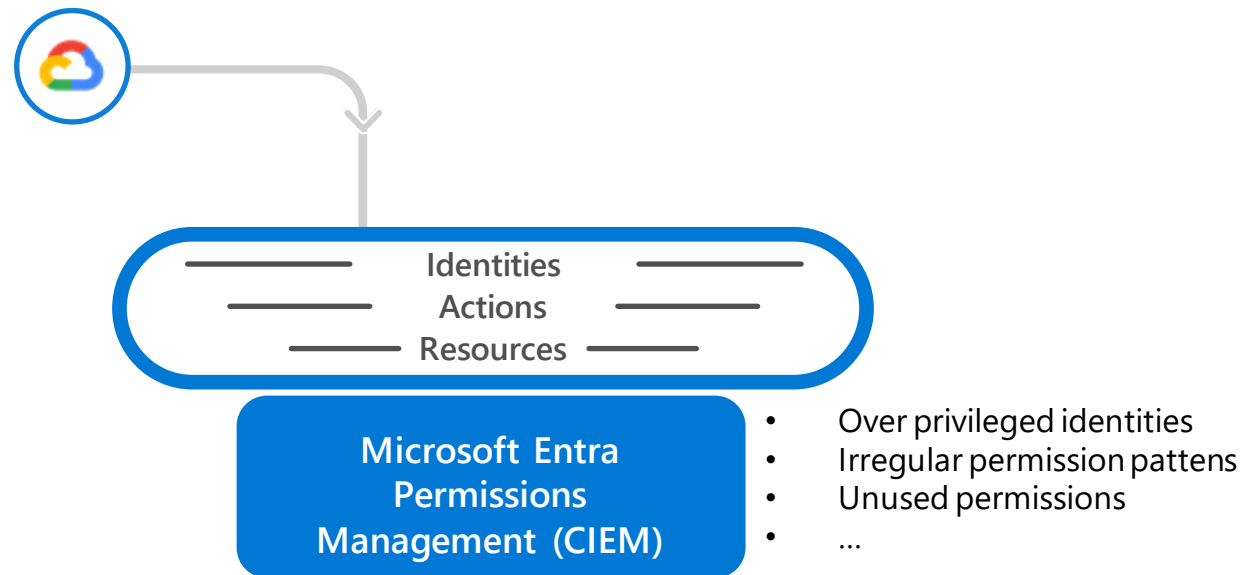 Identities
Actions
Resources
Microsoft Entra
Permissions
Management (CIEM)
• Over privileged identities
• Irregular permission pattens
• Unused permissions
• ...